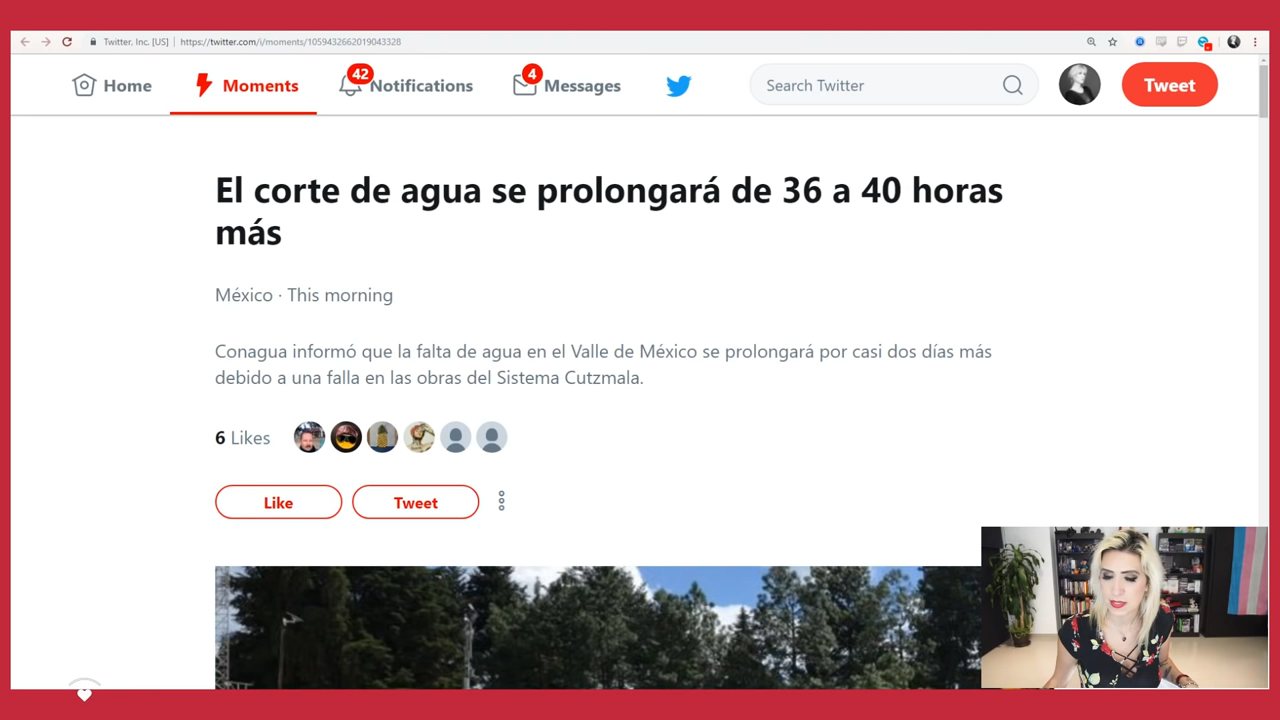 Twitter, Inc. [US] https://twitter.com/i/moments/1059432662019043328
Home Moments 42 Notifications 4 Messages Search Twitter Tweet
El corte de agua se prolongará de 36 a 40 horas
más
México · This morning
Conagua informó que la falta de agua en el Valle de México se prolongará por casi dos días más
debido a una falla en las obras del Sistema Cutzmala.
6 Likes
Like Tweet